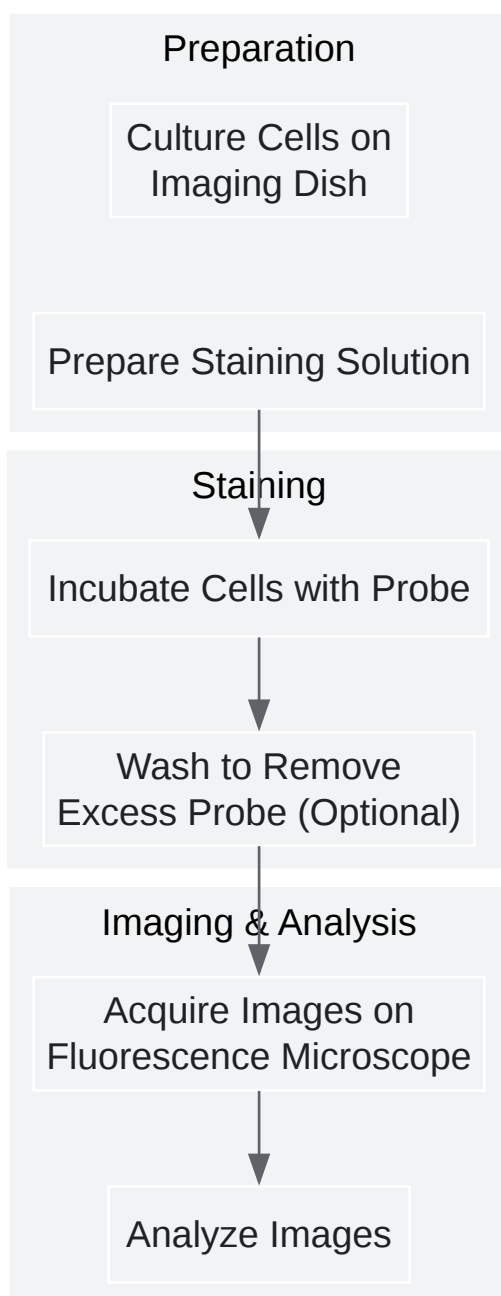 Preparation
Culture Cells on
Imaging Dish
Prepare Staining Solution
Staining
Incubate Cells with Probe
Wash to Remove
Excess Probe (Optional)
Imaging & Analysis
Acquire Images on
Fluorescence Microscope
Analyze Images